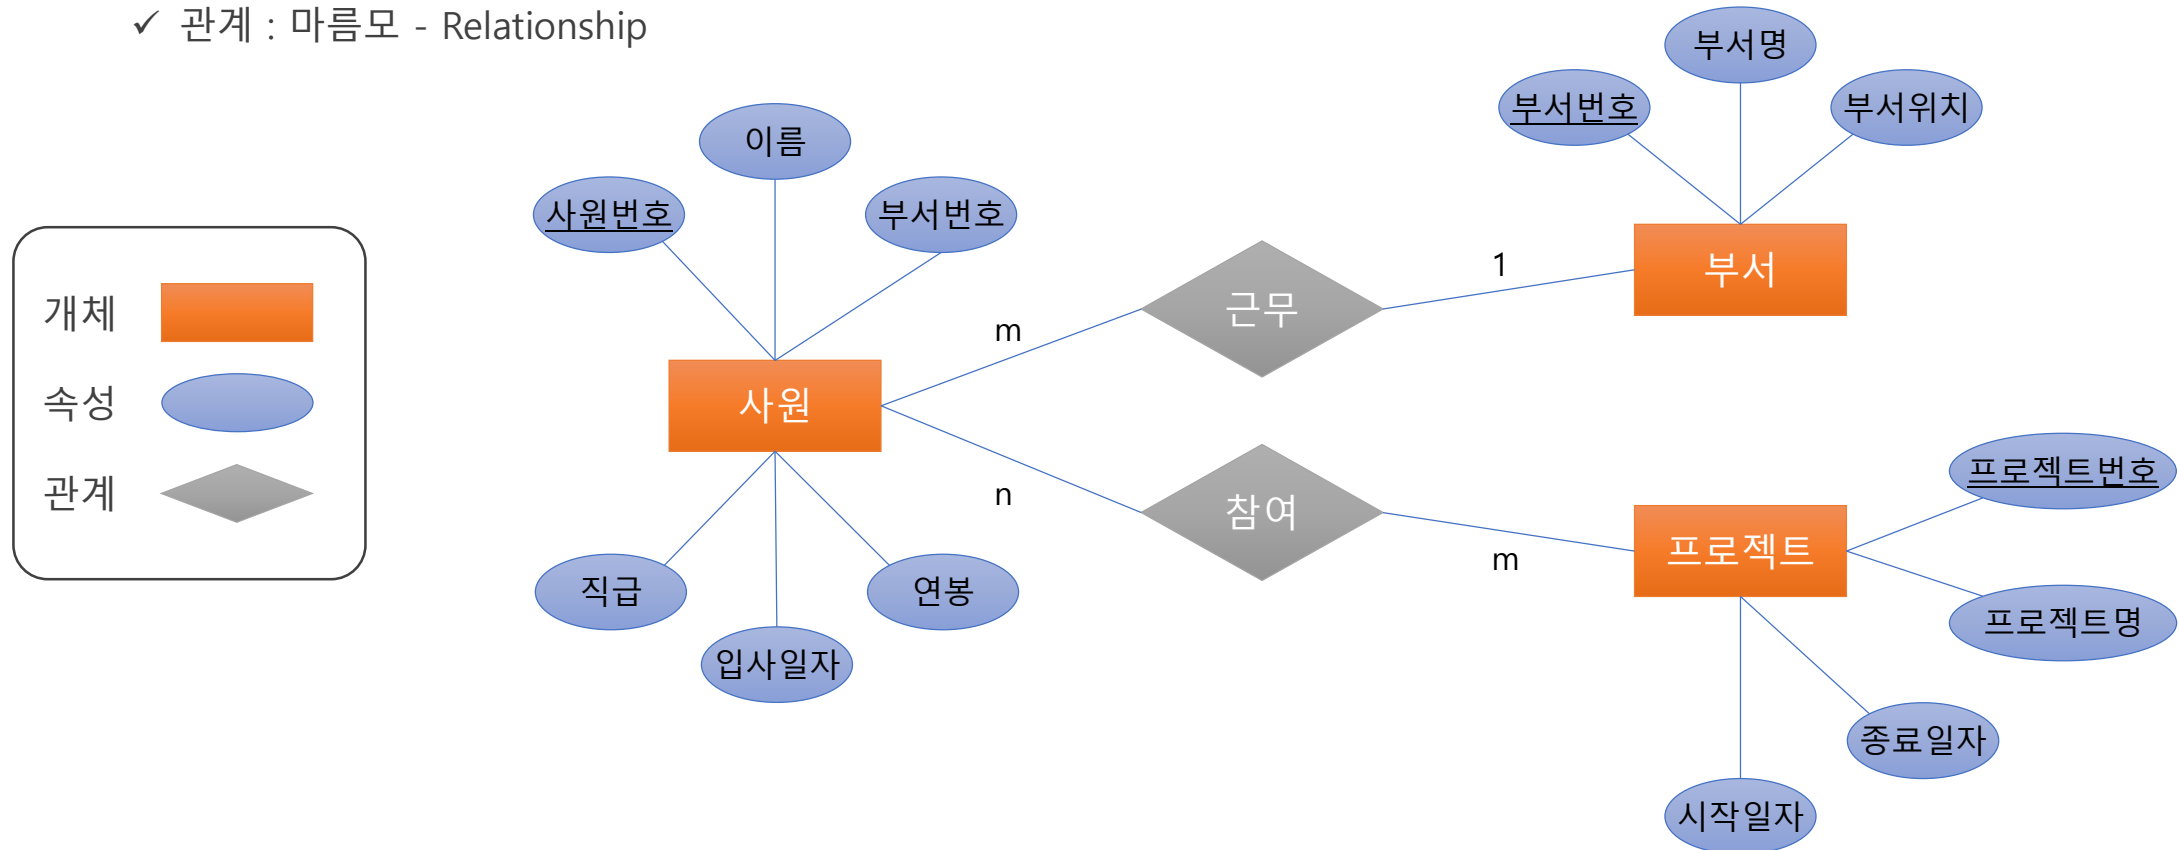 ✓ 관계 : 마름모 - Relationship
부서명
부서번호
부서위치
이름
사원번호
부서번호
개체
속성
관계
부서
1
근무
m
사원
n
참여
m
프로젝트
프로젝트번호
프로젝트명
직급
연봉
입사일자
종료일자
시작일자